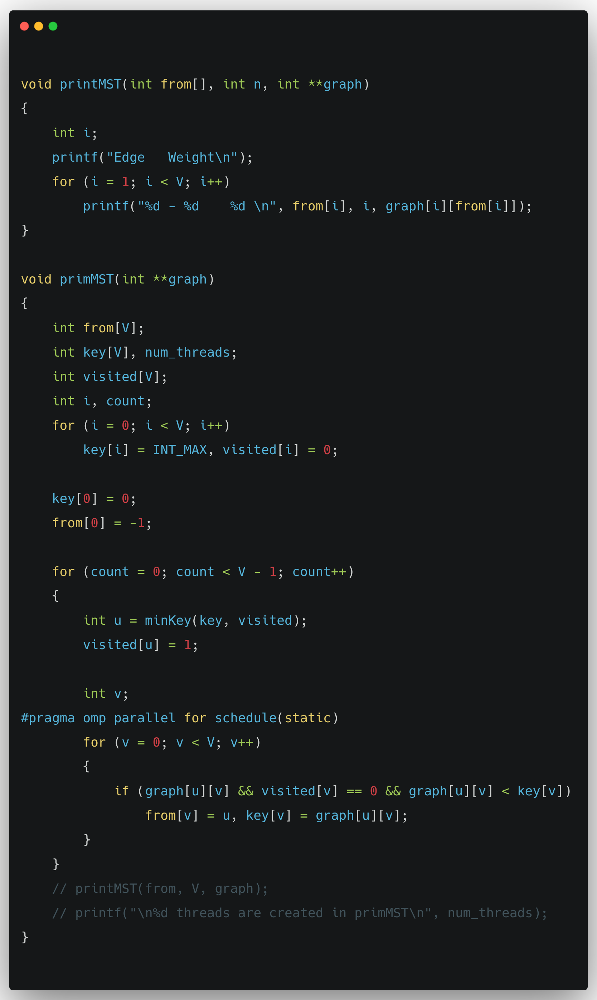 void printMST(int from[], int n, int **graph)
{
    int i;
    printf("Edge   Weight\n");
    for (i = 1; i < V; i++)
        printf("%d - %d    %d \n", from[i], i, graph[i][from[i]]);
}

void primMST(int **graph)
{
    int from[V];
    int key[V], num_threads;
    int visited[V];
    int i, count;
    for (i = 0; i < V; i++)
        key[i] = INT_MAX, visited[i] = 0;

    key[0] = 0;
    from[0] = -1;

    for (count = 0; count < V - 1; count++)
    {
        int u = minKey(key, visited);
        visited[u] = 1;

        int v;
#pragma omp parallel for schedule(static)
        for (v = 0; v < V; v++)
        {
            if (graph[u][v] && visited[v] == 0 && graph[u][v] < key[v])
                from[v] = u, key[v] = graph[u][v];
        }
    }
    // printMST(from, V, graph);
    // printf("\n%d threads are created in primMST\n", num_threads);
}